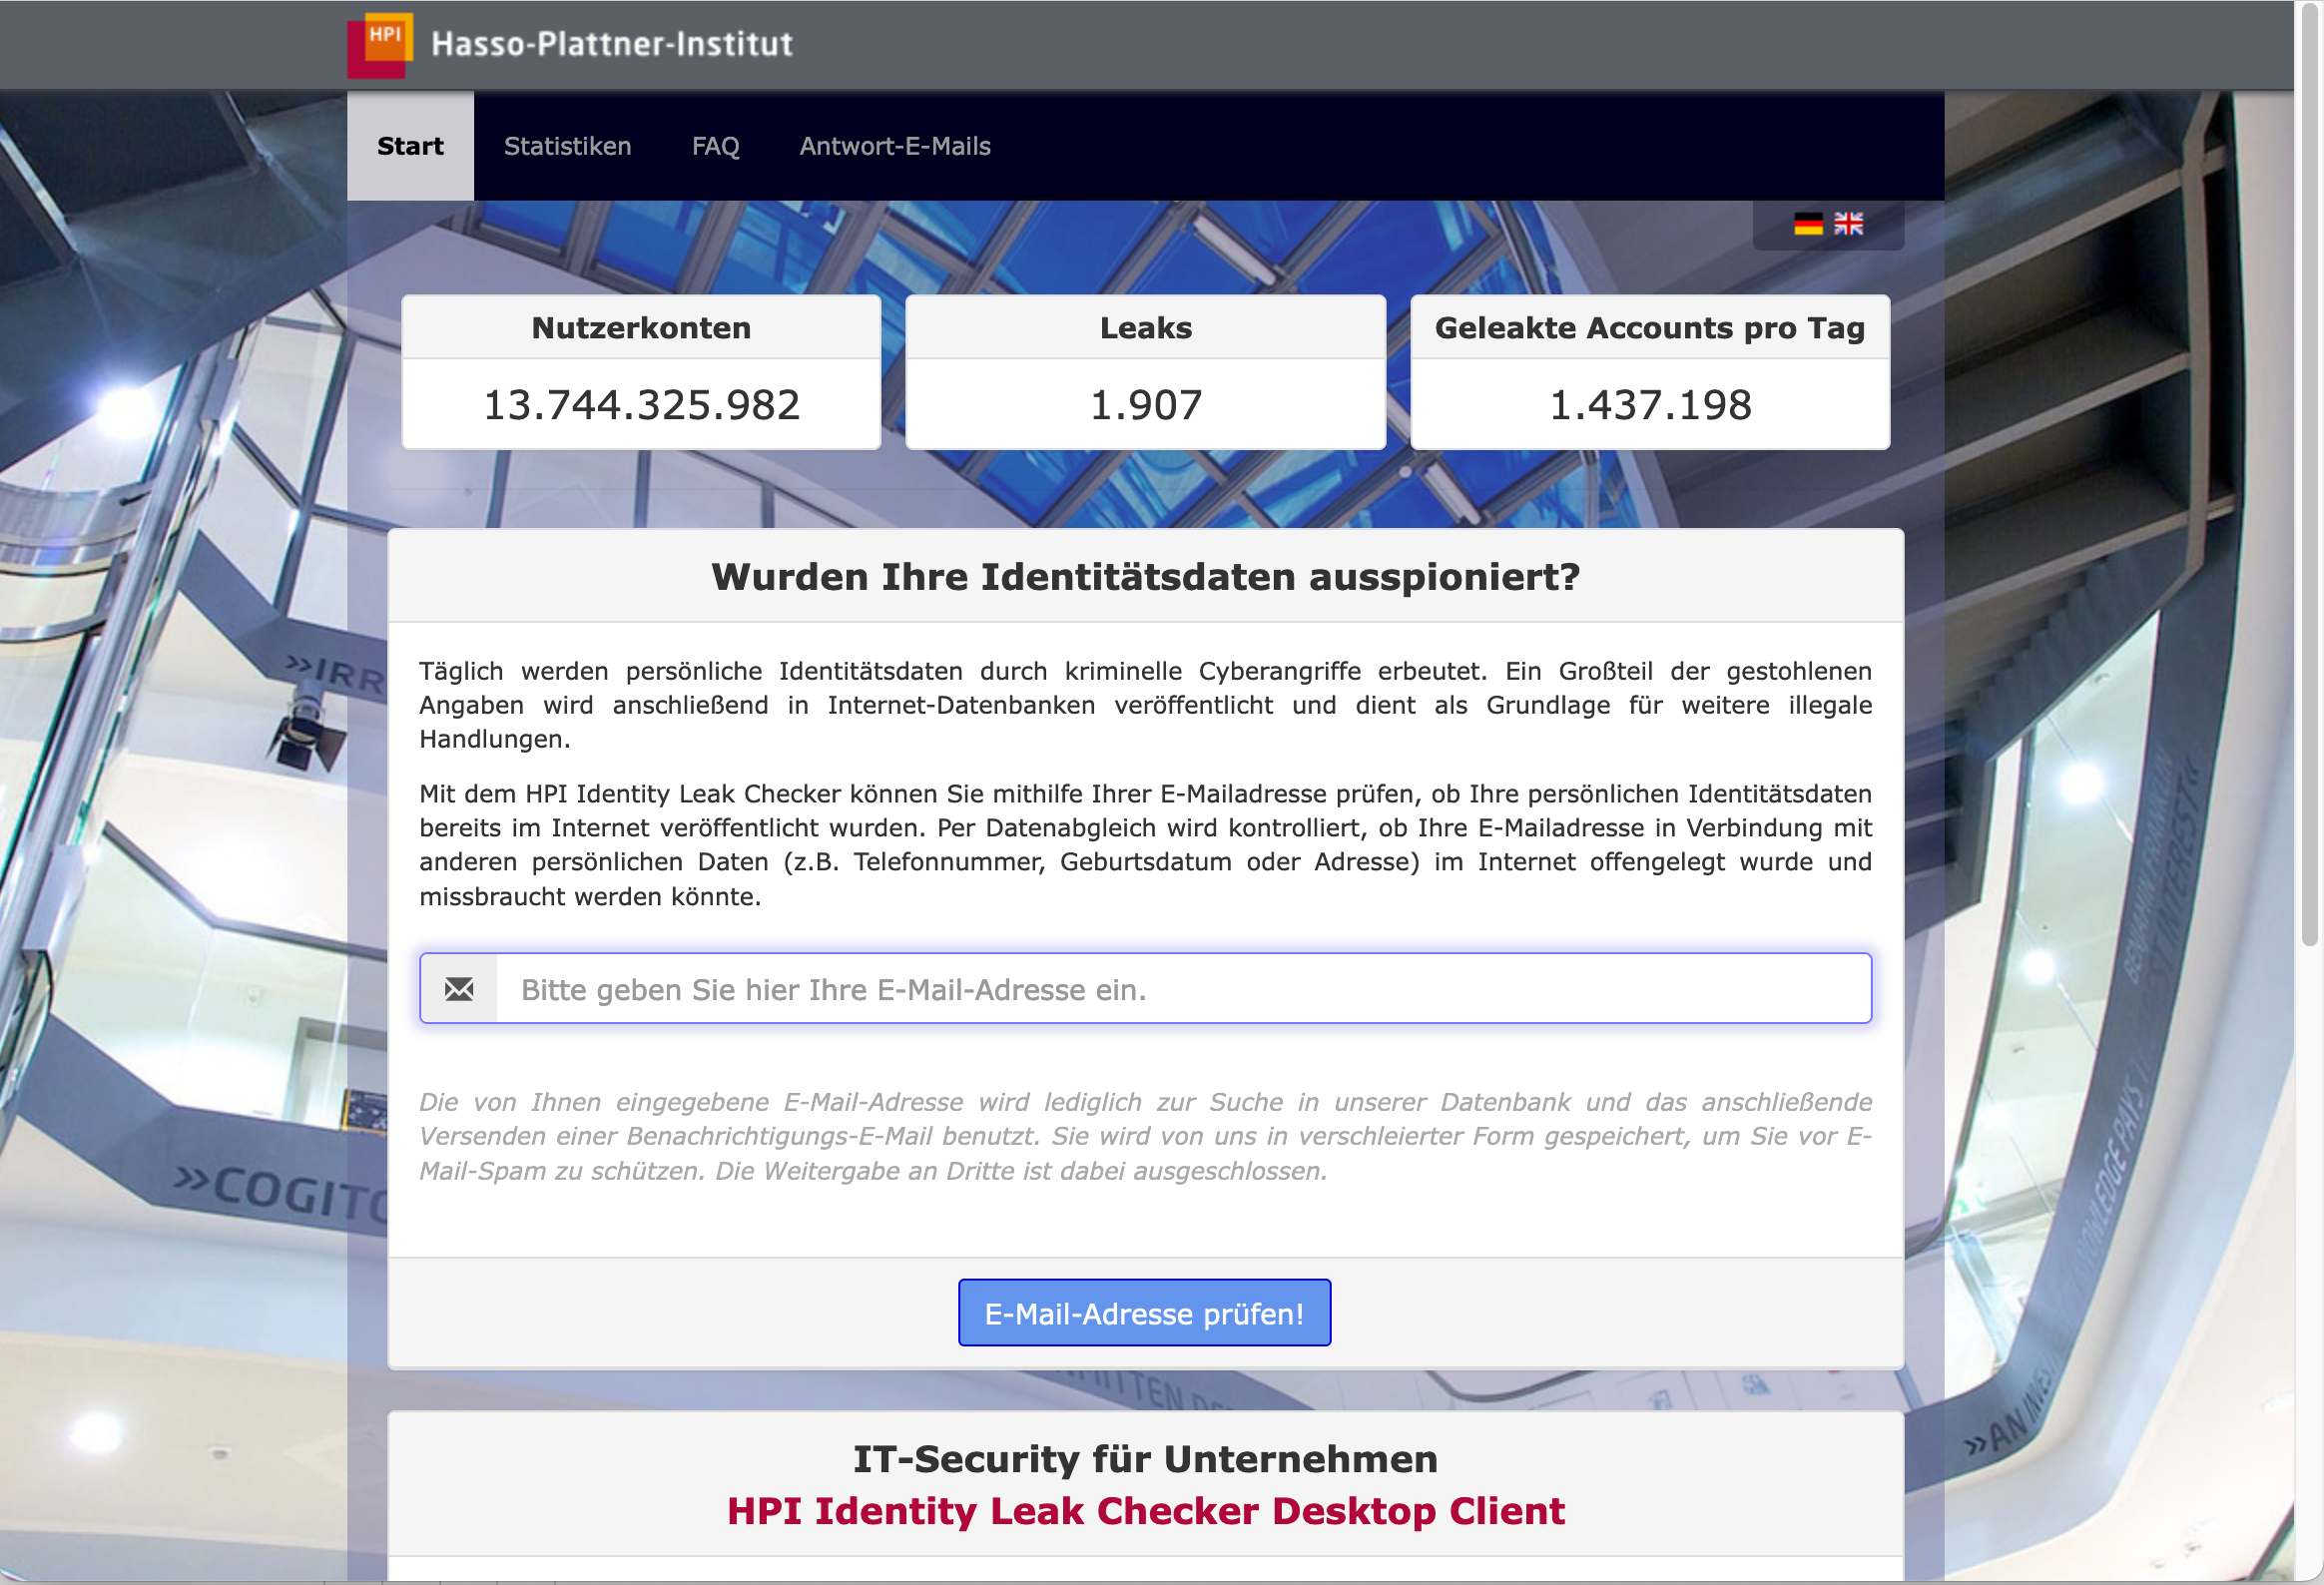 HPI Hasso-Plattner-Institut
Start Statistiken FAQ Antwort-E-Mails
Nutzerkonten Leaks Geleakte Accounts pro Tag
13.744.325.982 1.907 1.437.198
Wurden Ihre Identitätsdaten ausspioniert?
Täglich werden persönliche Identitätsdaten durch kriminelle Cyberangriffe erbeutet. Ein Großteil der gestohlenen
Angaben wird anschließend in Internet-Datenbanken veröffentlicht und dient als Grundlage für weitere illegale
Handlungen.
Mit dem HPI Identity Leak Checker können Sie mithilfe Ihrer E-Mailadresse prüfen, ob Ihre persönlichen Identitätsdaten
bereits im Internet veröffentlicht wurden. Per Datenabgleich wird kontrolliert, ob Ihre E-Mailadresse in Verbindung mit
anderen persönlichen Daten (z.B. Telefonnummer, Geburtsdatum oder Adresse) im Internet offengelegt wurde und
missbraucht werden könnte.
Bitte geben Sie hier Ihre E-Mail-Adresse ein.
Die von Ihnen eingegebene E-Mail-Adresse wird lediglich zur Suche in unserer Datenbank und das anschließende
Versenden einer Benachrichtigungs-E-Mail benutzt. Sie wird von uns in verschleierter Form gespeichert, um Sie vor E-
Mail-Spam zu schützen. Die Weitergabe an Dritte ist dabei ausgeschlossen.
E-Mail-Adresse prüfen!
IT-Security für Unternehmen
HPI Identity Leak Checker Desktop Client
»IRR
»COGITO
»AN INVES
KNOWLEDGE PAYS
BENJAMIN FRANKLIN